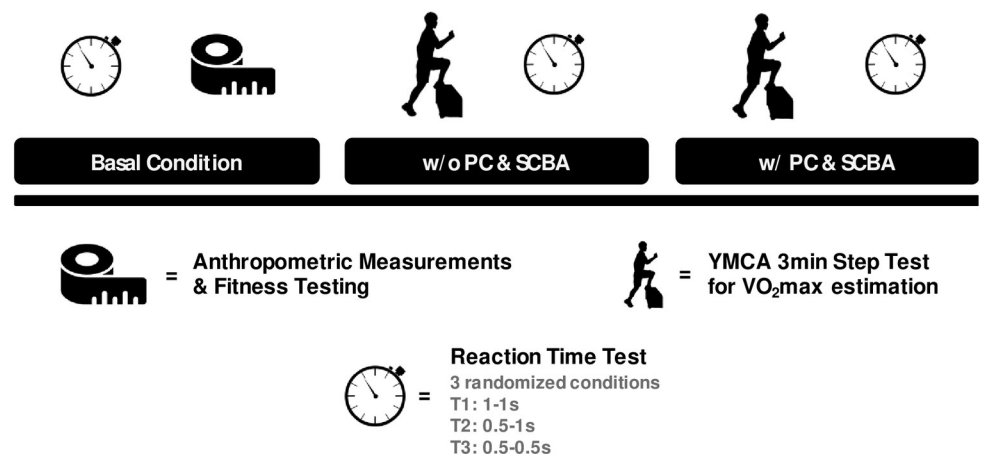 Basal Condition
w/o PC & SCBA
w/ PC & SCBA
= Anthropometric Measurements
& Fitness Testing
= YMCA 3min Step Test
for VO₂max estimation
Reaction Time Test
= 3 randomized conditions
T1: 1-1s
T2: 0.5-1s
T3: 0.5-0.5s